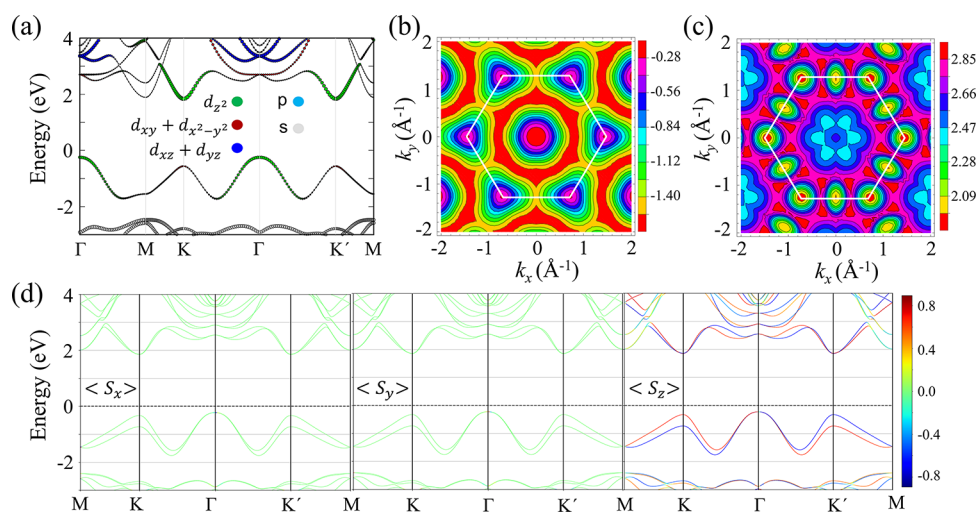 (a)
Energy (eV)
4
2
0
-2
Γ
M
K
Γ
K′
M
d_{z²}
d_{xy} + d_{x²−y²}
d_{xz} + d_{yz}
p
s
(b)
k_y (Å⁻¹)
2
1
0
-1
-2
-2
-1
0
1
2
k_x (Å⁻¹)
-0.28
-0.56
-0.84
-1.12
-1.40
(c)
k_y (Å⁻¹)
2
1
0
-1
-2
-2
-1
0
1
2
k_x (Å⁻¹)
2.85
2.66
2.47
2.28
2.09
(d)
Energy (eV)
4
2
0
-2
< S_x >
< S_y >
< S_z >
M
K
Γ
K′
M
K
Γ
K′
M
K
Γ
K′
M
0.8
0.4
0.0
-0.4
-0.8